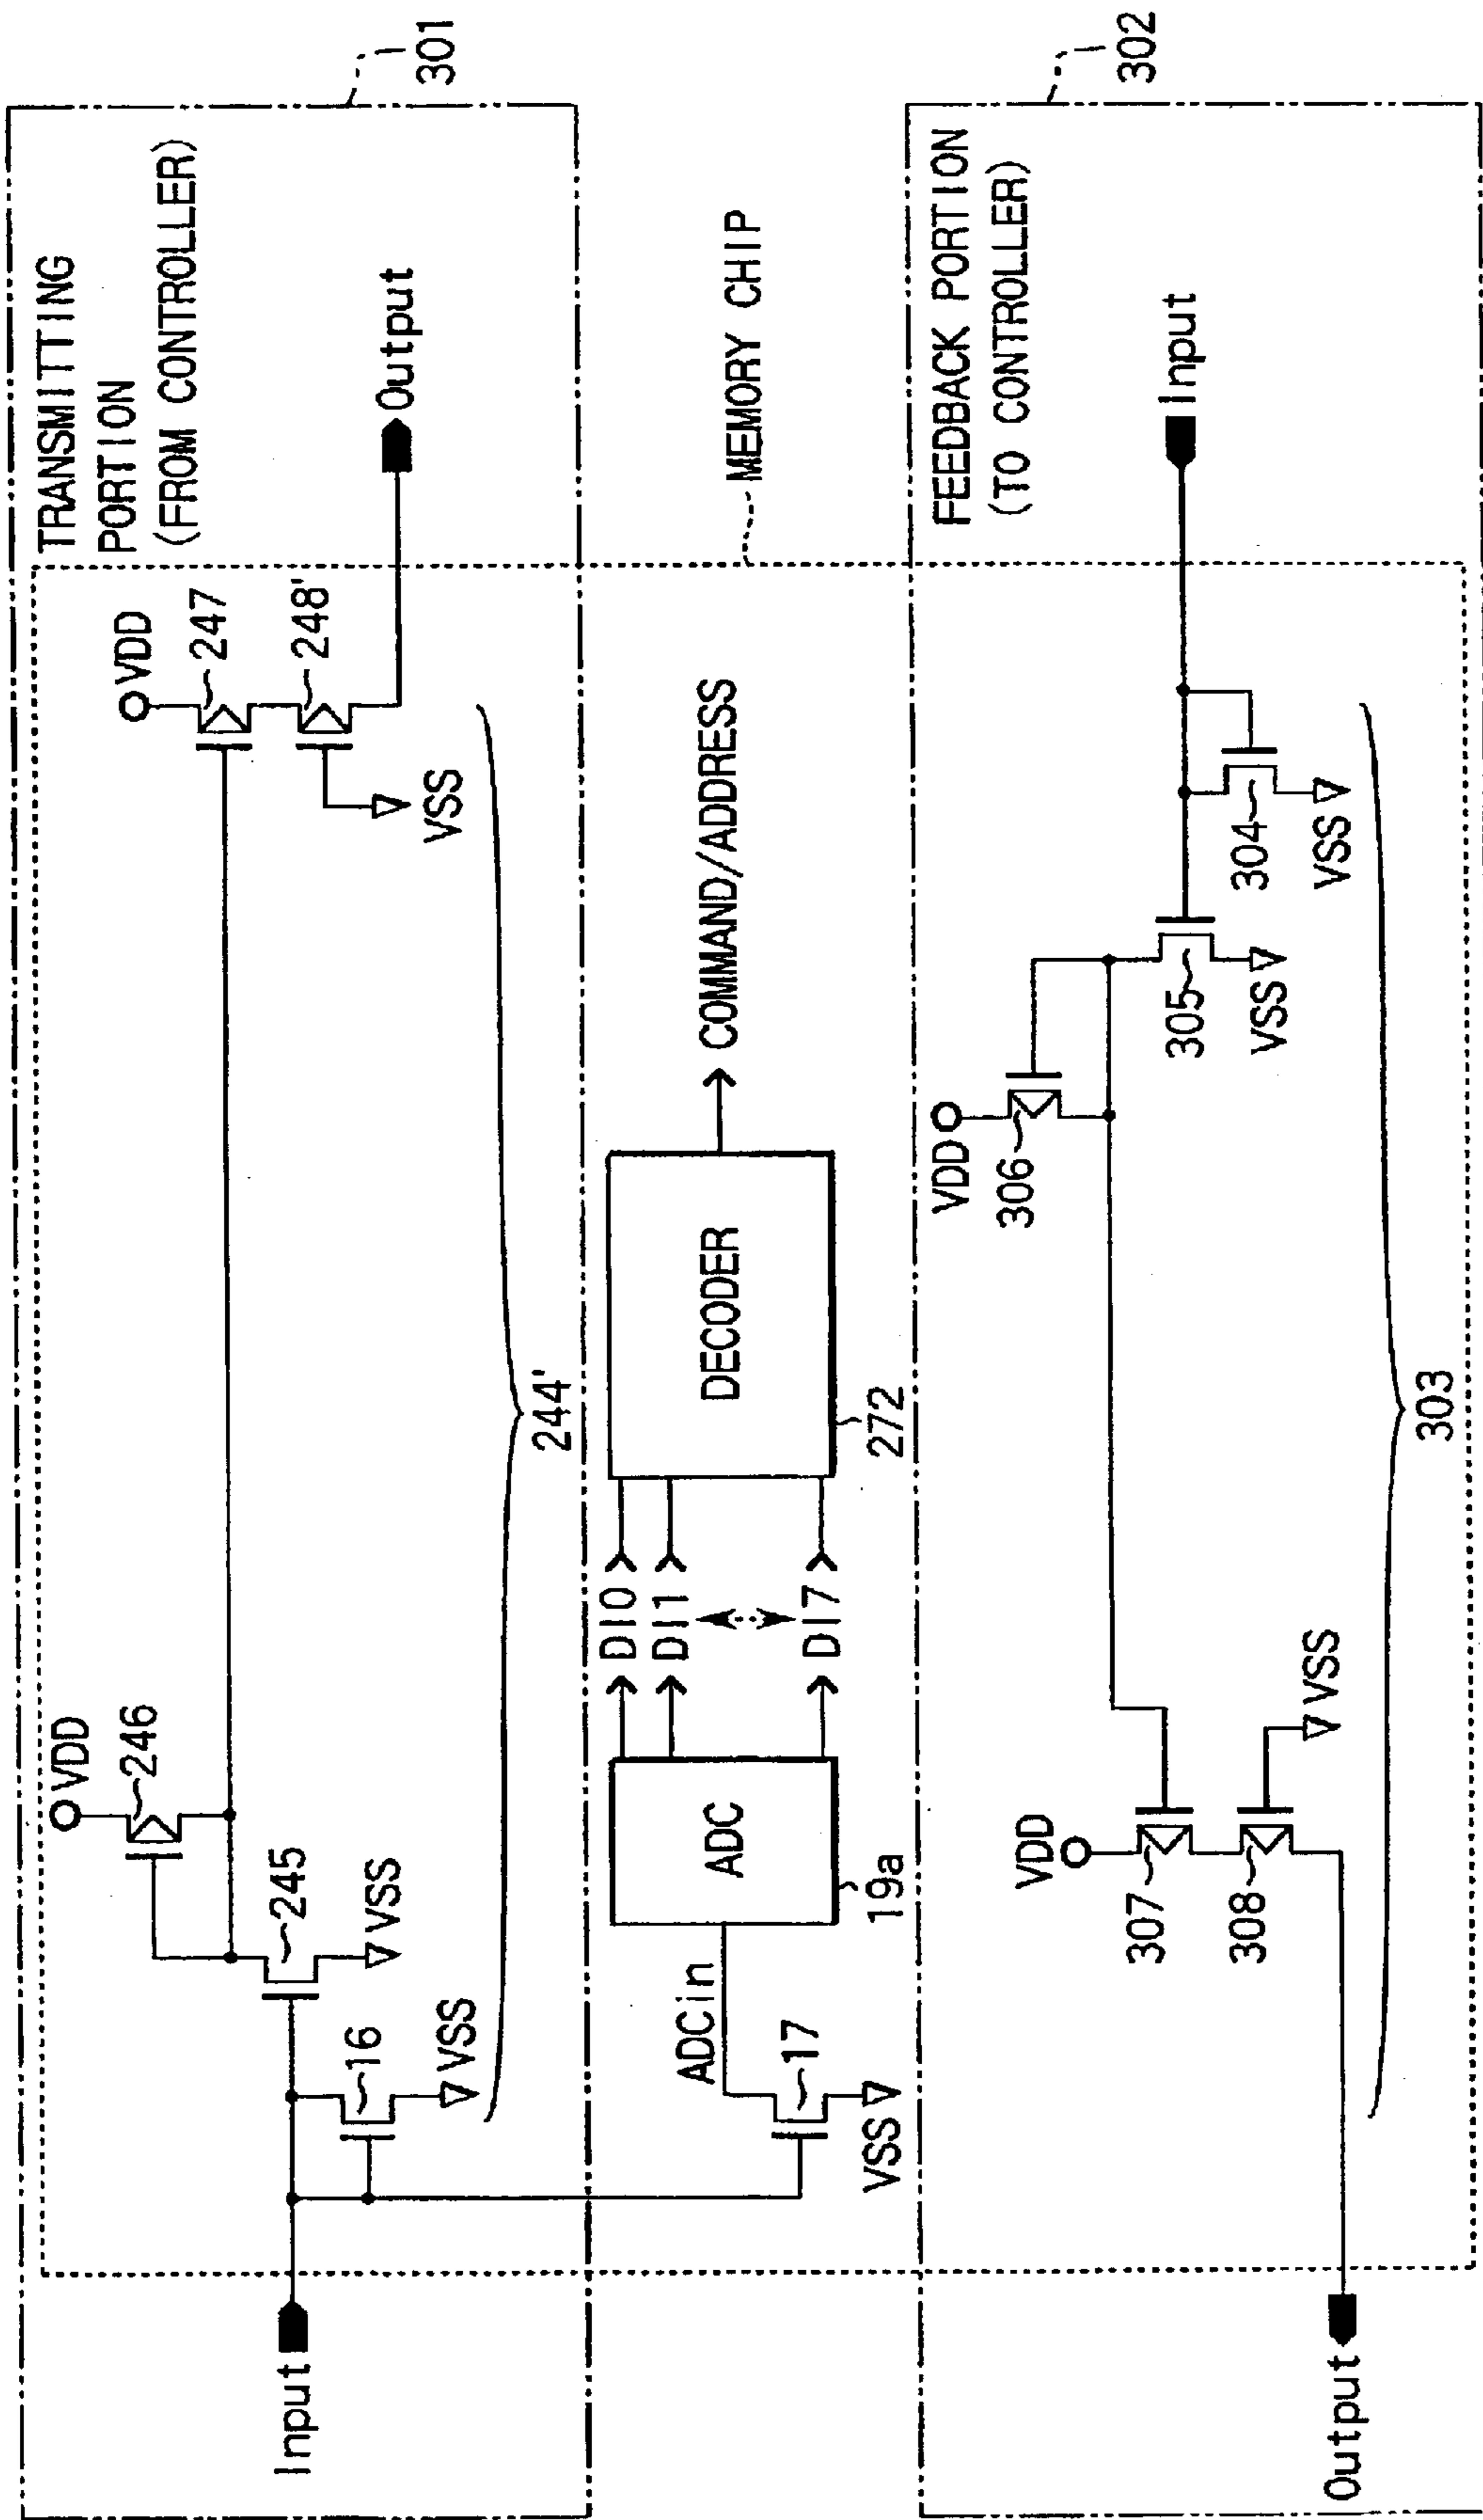 TRANSMITTING
PORTION
(FROM CONTROLLER)
301
VDD
246
VDD
247
248'
VSS
Output
245
VSS
16
VSS
Input
244'
MEMORY CHIP
ADCin
17
VSS
ADC
19a
DI0
DI1
DI7
DECODER
272
COMMAND/ADDRESS
FEEDBACK PORTION
(TO CONTROLLER)
302
VDD
306
Input
305
VSS
304
VSS
VDD
307
308
VSS
Output
303